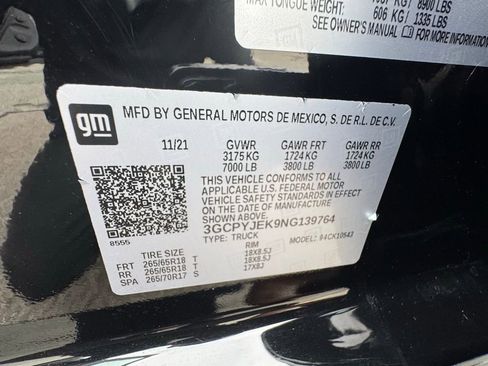 MAX TONGUE WEIGHT: 606 KG / 1335 LBS
SEE OWNER'S MANUAL FOR MORE INFORM
gm
MFD BY GENERAL MOTORS DE MEXICO, S. DE R.L. DE C.V.
11/21 GVWR GAWR FRT GAWR RR
3175 KG 1724 KG 1724 KG
7000 LB 3800 LB 3800 LB
THIS VEHICLE CONFORMS TO ALL
APPLICABLE U.S. FEDERAL MOTOR
VEHICLE SAFETY STANDARDS IN EFFECT
ON THE DATE OF MANUFACTURE SHOWN ABOVE.
3GCPYJEK9NG139764
8555 TYPE: TRUCK MODEL: 94CK10543
TIRE SIZE RIM
FRT 265/65R18 T 18X8.5J
RR 265/65R18 T 18X8.5J
SPA 265/70R17 S 17X8J